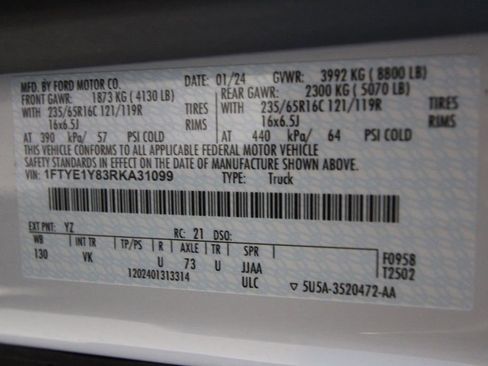 MFD. BY FORD MOTOR CO. DATE: 01/24 GVWR: 3992 KG ( 8800 LB)
FRONT GAWR: 1873 KG ( 4130 LB) REAR GAWR: 2300 KG ( 5070 LB)
WITH 235/65R16C 121/119R TIRES WITH 235/65R16C 121/119R TIRES
16x6.5J RIMS 16x6.5J RIMS
AT 390 kPa/ 57 PSI COLD AT 440 kPa/ 64 PSI COLD
THIS VEHICLE CONFORMS TO ALL APPLICABLE FEDERAL MOTOR VEHICLE
SAFETY STANDARDS IN EFFECT ON THE DATE OF MANUFACTURE SHOWN ABOVE.
VIN: 1FTYE1Y83RKA31099 TYPE: Truck
EXT PNT: YZ RC: 21 DSO:
WB INT TR TP/PS R AXLE TR SPR F0958
130 VK U 73 U JJAA T2502
1202401313314 ULC ▽ 5U5A-3520472-AA